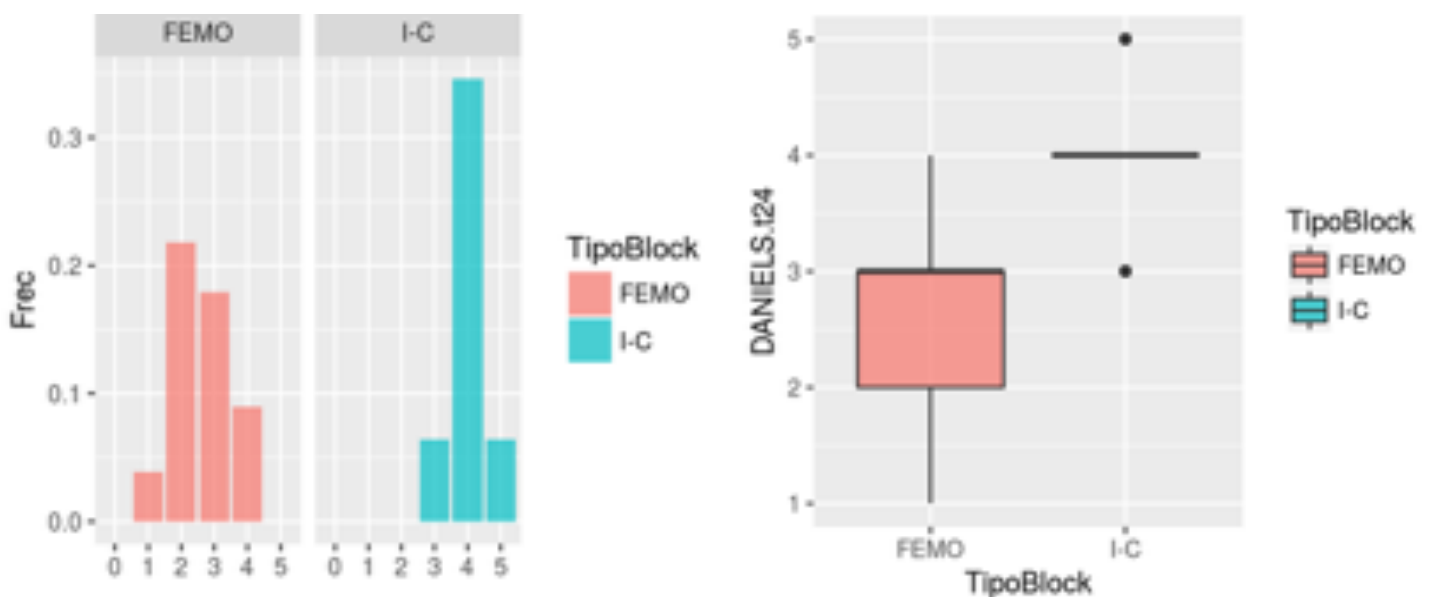 FEMO I-C
Frec
0.3
0.2
0.1
0.0
0 1 2 3 4 5 0 1 2 3 4 5
TipoBlock
FEMO
I-C
DANIELS.t24
5
4
3
2
1
FEMO I-C
TipoBlock
TipoBlock
FEMO
I-C